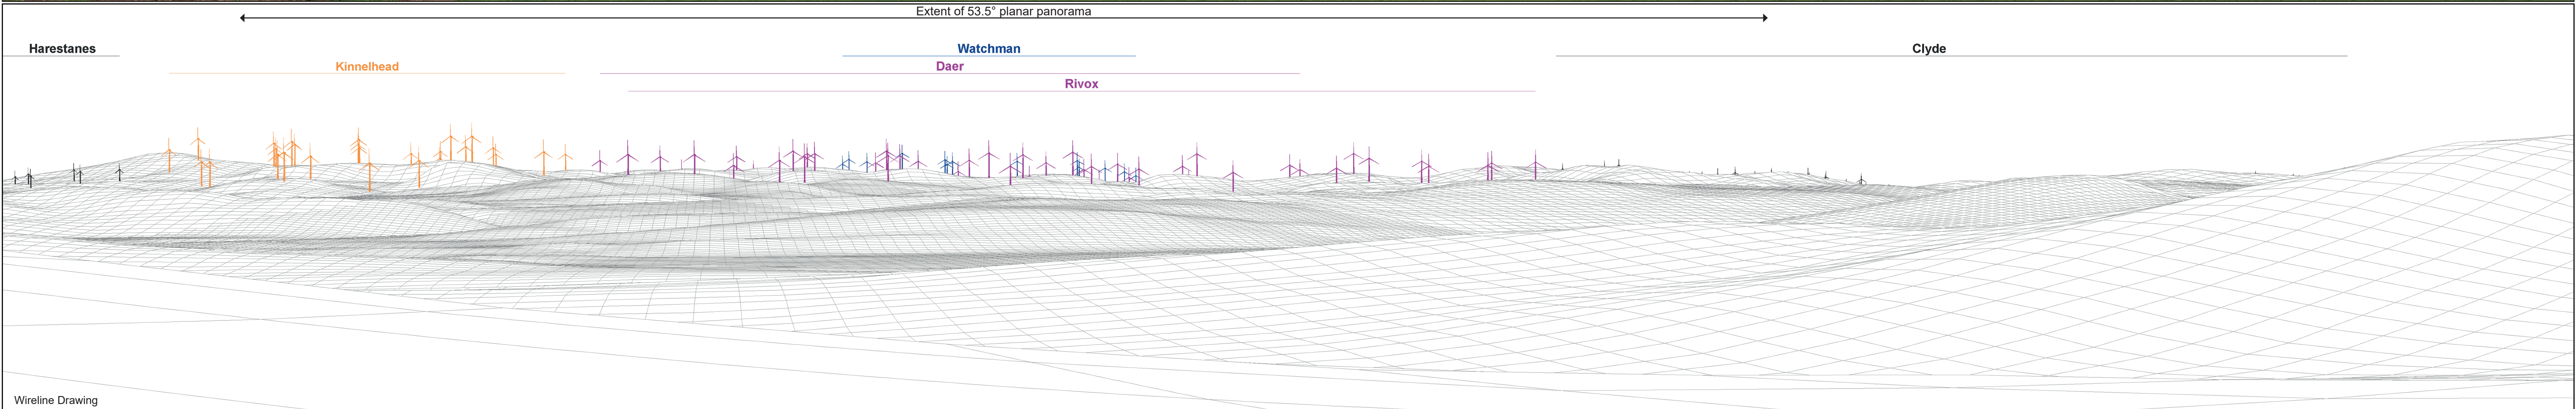 Extent of 53.5° planar panorama
Harestanes
Watchman
Clyde
Kinnelhead
Daer
Rivox
Wireline Drawing